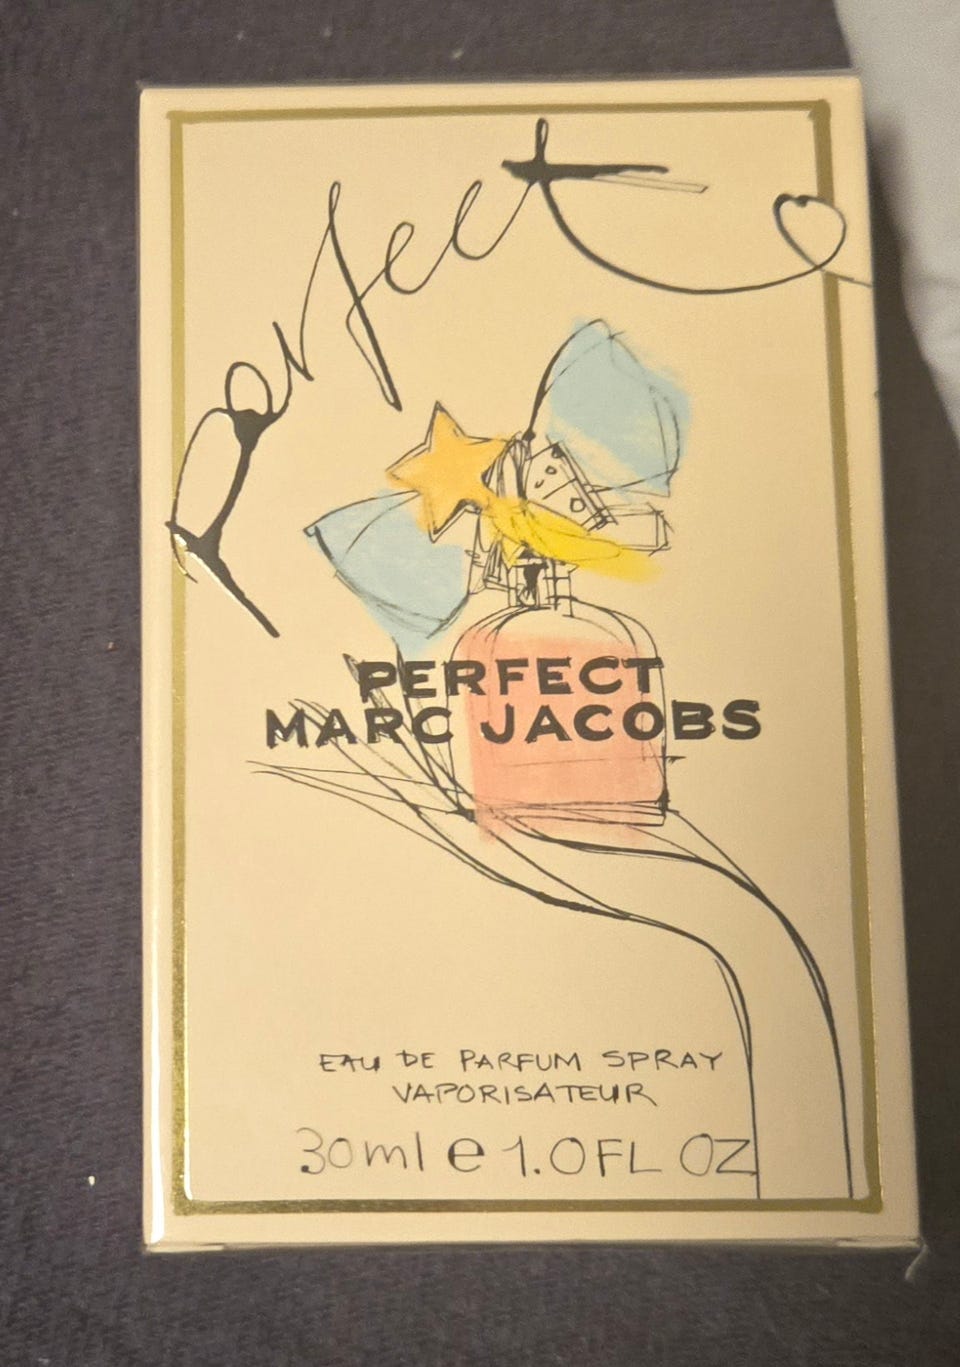 perfect
PERFECT
MARC JACOBS
EAU DE PARFUM SPRAY
VAPORISATEUR
30ml e 1.0FL OZ